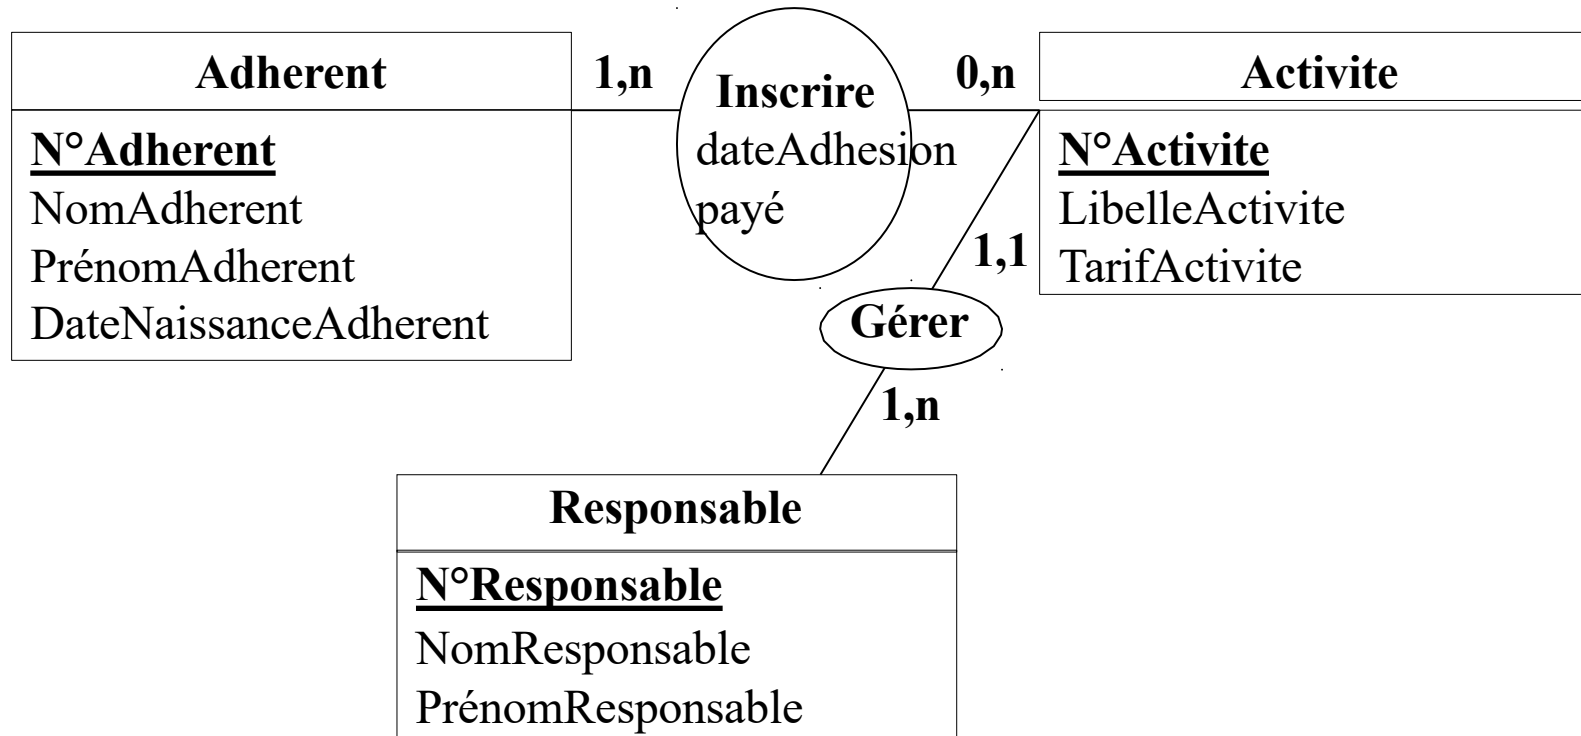 Adherent
N°Adherent
NomAdherent
PrénomAdherent
DateNaissanceAdherent
1,n
Inscrire
dateAdhesion
payé
0,n
Activite
N°Activite
LibelleActivite
TarifActivite
1,1
Gérer
1,n
Responsable
N°Responsable
NomResponsable
PrénomResponsable